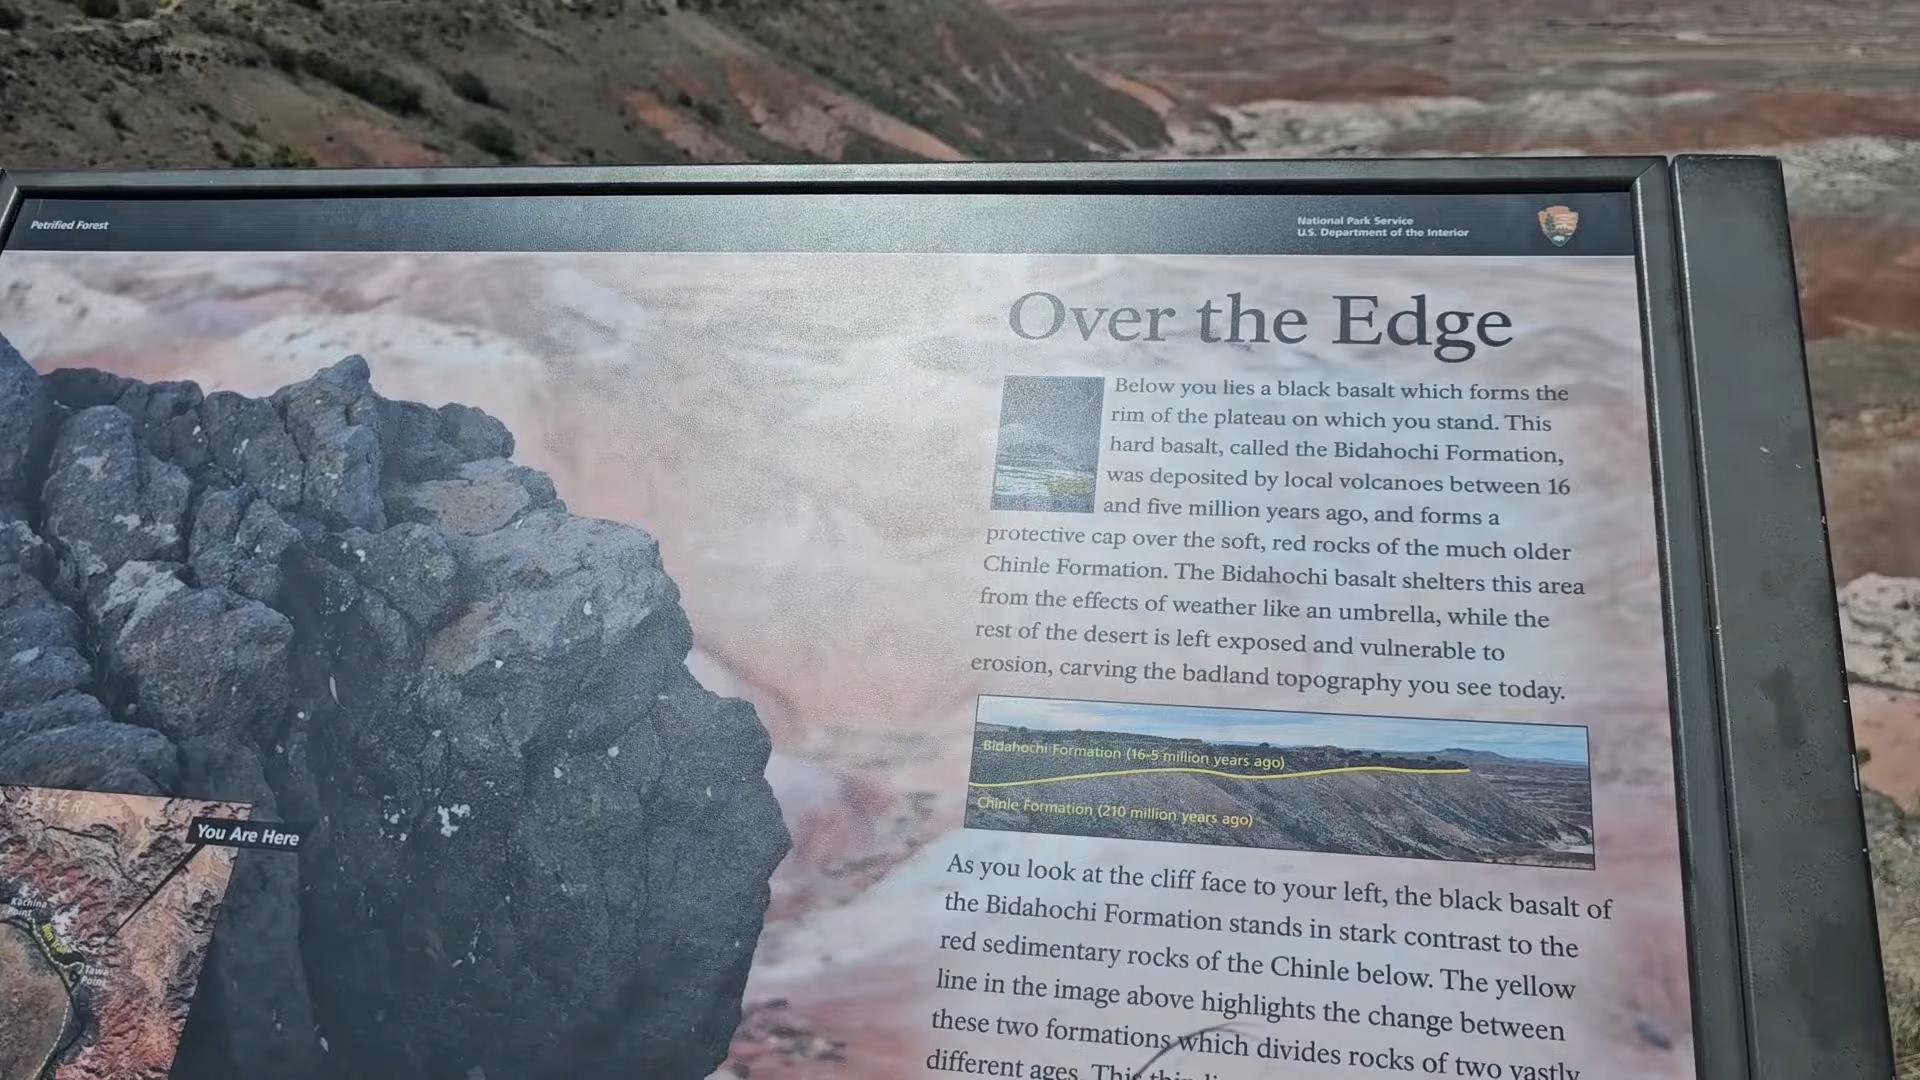 Petrified Forest
National Park Service
U.S. Department of the Interior
Over the Edge
Below you lies a black basalt which forms the
rim of the plateau on which you stand. This
hard basalt, called the Bidahochi Formation,
was deposited by local volcanoes between 16
and five million years ago, and forms a
protective cap over the soft, red rocks of the much older
Chinle Formation. The Bidahochi basalt shelters this area
from the effects of weather like an umbrella, while the
rest of the desert is left exposed and vulnerable to
erosion, carving the badland topography you see today.
Bidahochi Formation (16-5 million years ago)
Chinle Formation (210 million years ago)
As you look at the cliff face to your left, the black basalt of
the Bidahochi Formation stands in stark contrast to the
red sedimentary rocks of the Chinle below. The yellow
line in the image above highlights the change between
these two formations which divides rocks of two vastly
different ages. This
DESERT
You Are Here
Kachina
Point
Tawa
Point